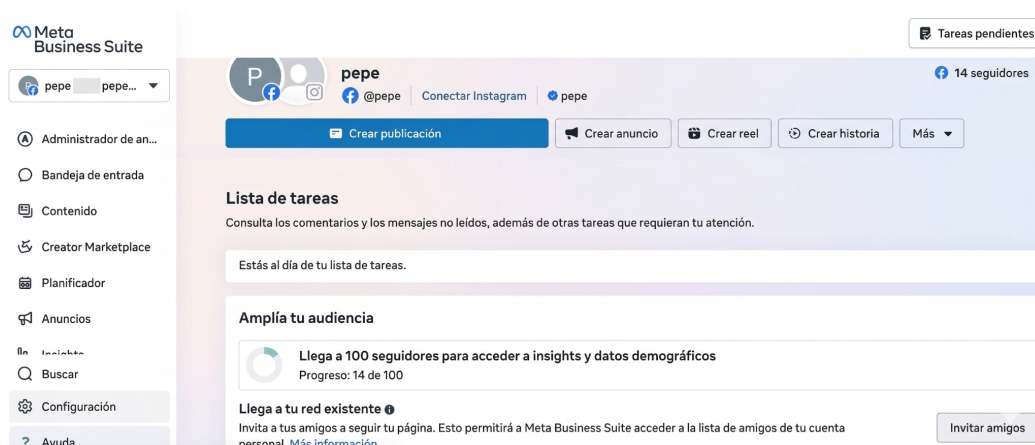 Meta
Business Suite
Tareas pendientes
pepe pepe...
P
pepe
@pepe
Conectar Instagram
pepe
14 seguidores
Crear publicación
Crear anuncio
Crear reel
Crear historia
Más
Administrador de an...
Bandeja de entrada
Contenido
Creator Marketplace
Planificador
Anuncios
Insights
Buscar
Configuración
Ayuda
Lista de tareas
Consulta los comentarios y los mensajes no leídos, además de otras tareas que requieran tu atención.
Estás al día de tu lista de tareas.
Amplía tu audiencia
Llega a 100 seguidores para acceder a insights y datos demográficos
Progreso: 14 de 100
Llega a tu red existente
Invita a tus amigos a seguir tu página. Esto permitirá a Meta Business Suite acceder a la lista de amigos de tu cuenta
personal. Más información
Invitar amigos